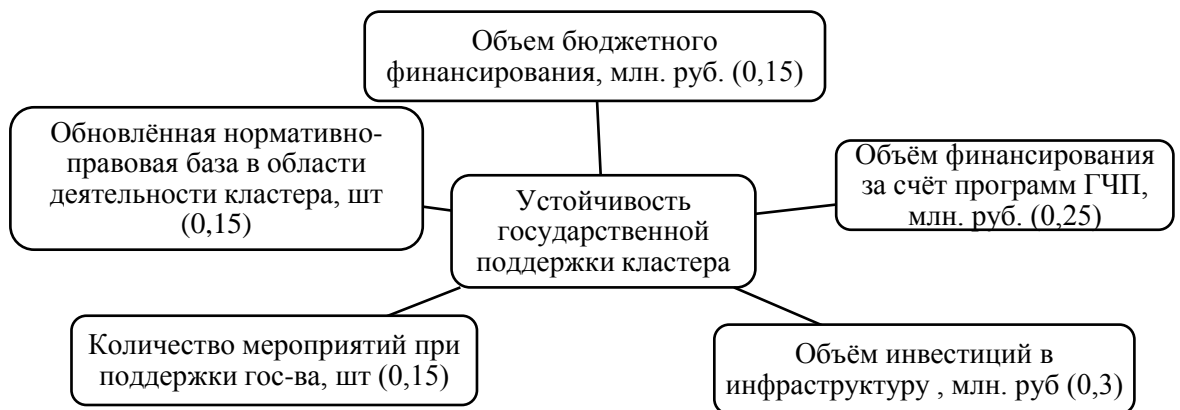 Объем бюджетного
финансирования, млн. руб. (0,15)
Обновлённая нормативно-
правовая база в области
деятельности кластера, шт
(0,15)
Объём финансирования
за счёт программ ГЧП,
млн. руб. (0,25)
Устойчивость
государственной
поддержки кластера
Количество мероприятий при
поддержки гос-ва, шт (0,15)
Объём инвестиций в
инфраструктуру , млн. руб (0,3)